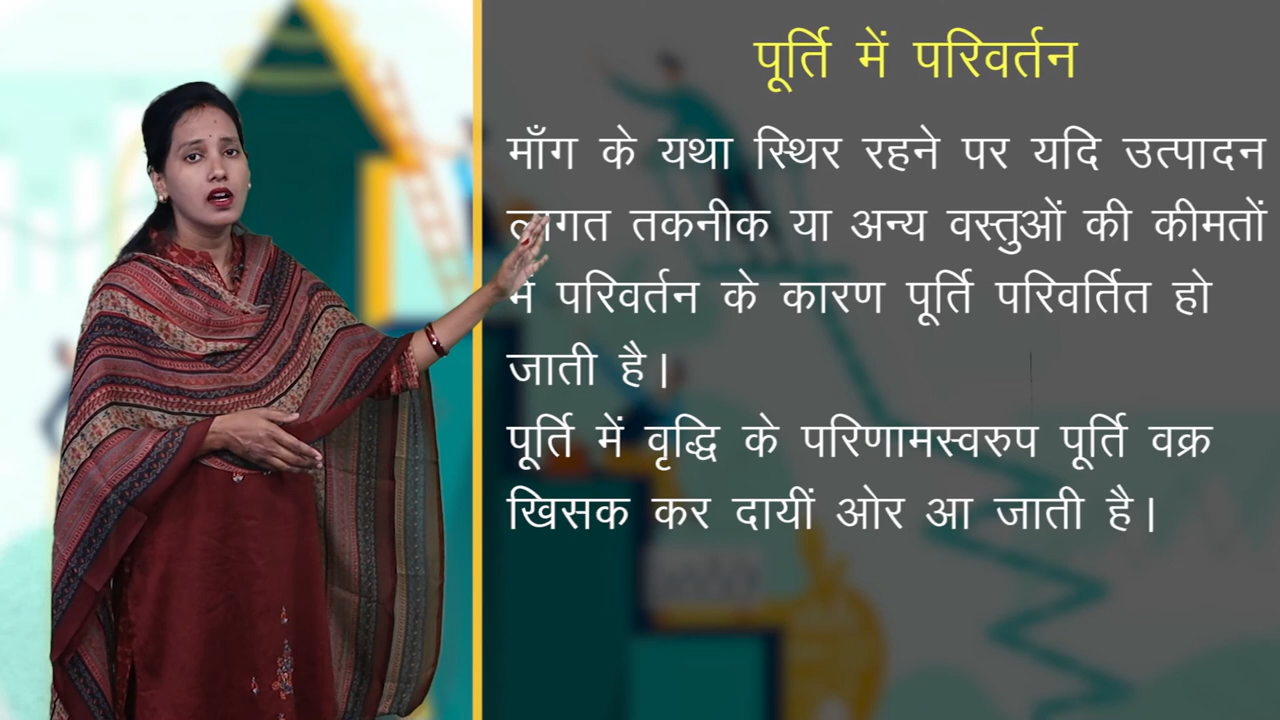 पूर्ति में परिवर्तन
माँग के यथा स्थिर रहने पर यदि उत्पादन
लागत तकनीक या अन्य वस्तुओं की कीमतों
में परिवर्तन के कारण पूर्ति परिवर्तित हो
जाती है।
पूर्ति में वृद्धि के परिणामस्वरुप पूर्ति वक्र
खिसक कर दायीं ओर आ जाती है।